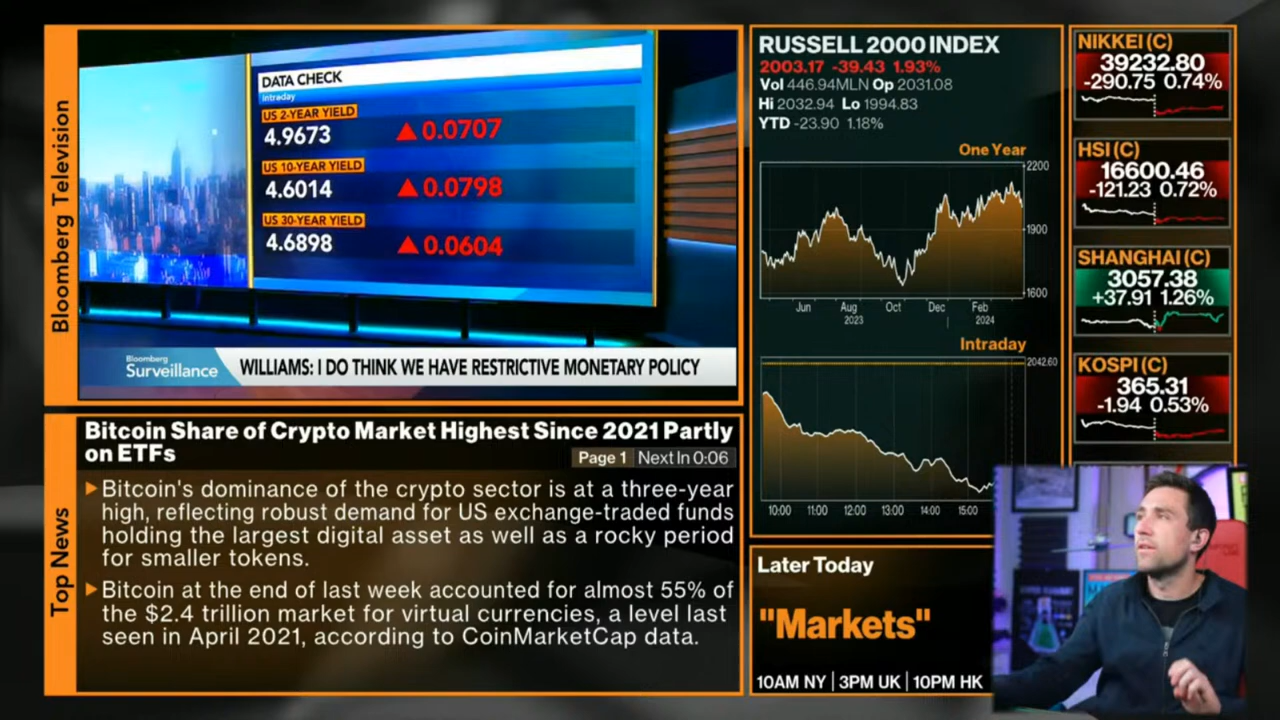 Bloomberg Television
DATA CHECK
Intraday
US 2-YEAR YIELD
4.9673 ▲ 0.0707
US 10-YEAR YIELD
4.6014 ▲ 0.0798
US 30-YEAR YIELD
4.6898 ▲ 0.0604
Bloomberg
Surveillance
WILLIAMS: I DO THINK WE HAVE RESTRICTIVE MONETARY POLICY
Top News
Bitcoin Share of Crypto Market Highest Since 2021 Partly
on ETFs
Page 1 Next In 0:06
Bitcoin's dominance of the crypto sector is at a three-year
high, reflecting robust demand for US exchange-traded funds
holding the largest digital asset as well as a rocky period
for smaller tokens.
Bitcoin at the end of last week accounted for almost 55% of
the $2.4 trillion market for virtual currencies, a level last
seen in April 2021, according to CoinMarketCap data.
RUSSELL 2000 INDEX
2003.17 -39.43 1.93%
Vol 446.94MLN Op 2031.08
Hi 2032.94 Lo 1994.83
YTD -23.90 1.18%
One Year
2200
1900
1600
Jun Aug Oct Dec Feb
2023 2024
Intraday
2042.60
10:00 11:00 12:00 13:00 14:00 15:00
Later Today
"Markets"
10AM NY | 3PM UK | 10PM HK
NIKKEI (C)
39232.80
-290.75 0.74%
HSI (C)
16600.46
-121.23 0.72%
SHANGHAI (C)
3057.38
+37.91 1.26%
KOSPI (C)
365.31
-1.94 0.53%